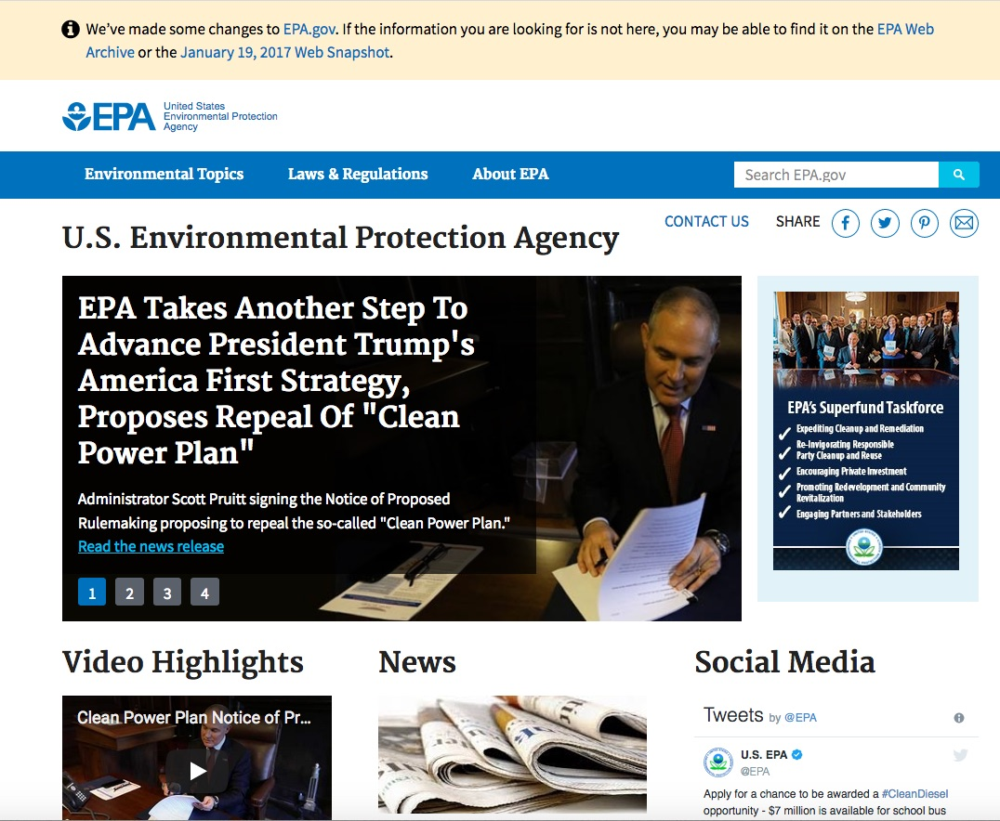 We've made some changes to EPA.gov. If the information you are looking for is not here, you may be able to find it on the EPA Web
Archive or the January 19, 2017 Web Snapshot.
EPA
United States
Environmental Protection
Agency
Environmental Topics
Laws & Regulations
About EPA
Search EPA.gov
CONTACT US
SHARE
U.S. Environmental Protection Agency
EPA Takes Another Step To
Advance President Trump's
America First Strategy,
Proposes Repeal Of "Clean
Power Plan"
Administrator Scott Pruitt signing the Notice of Proposed
Rulemaking proposing to repeal the so-called "Clean Power Plan."
Read the news release
1 2 3 4
EPA's Superfund Taskforce
Expediting Cleanup and Remediation
Re-Invigorating Responsible
Party Cleanup and Reuse
Encouraging Private Investment
Promoting Redevelopment and Community
Revitalization
Engaging Partners and Stakeholders
Video Highlights
Clean Power Plan Notice of Pr...
News
Social Media
Tweets by @EPA
U.S. EPA
@EPA
Apply for a chance to be awarded a #CleanDiesel
opportunity - $7 million is available for school bus